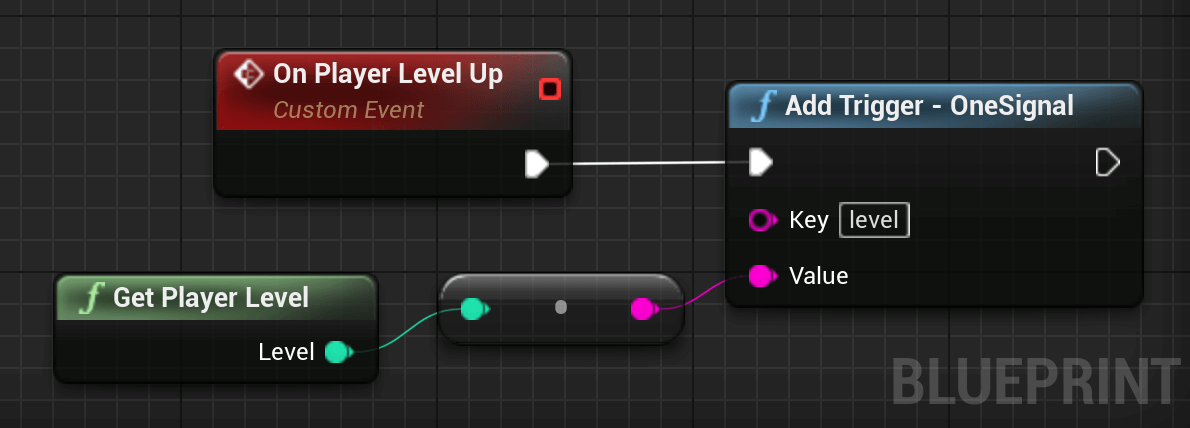 On Player Level Up
Custom Event
Add Trigger - OneSignal
Key level
Value
Get Player Level
Level
BLUEPRINT